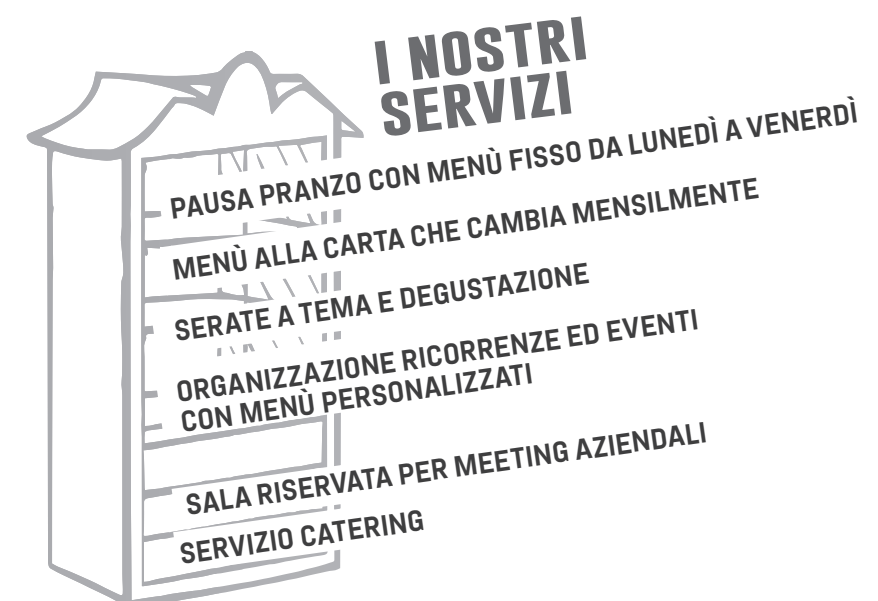 I NOSTRI
SERVIZI
PAUSA PRANZO CON MENÙ FISSO DA LUNEDÌ A VENERDÌ
MENÙ ALLA CARTA CHE CAMBIA MENSILMENTE
SERATE A TEMA E DEGUSTAZIONE
ORGANIZZAZIONE RICORRENZE ED EVENTI
CON MENÙ PERSONALIZZATI
SALA RISERVATA PER MEETING AZIENDALI
SERVIZIO CATERING